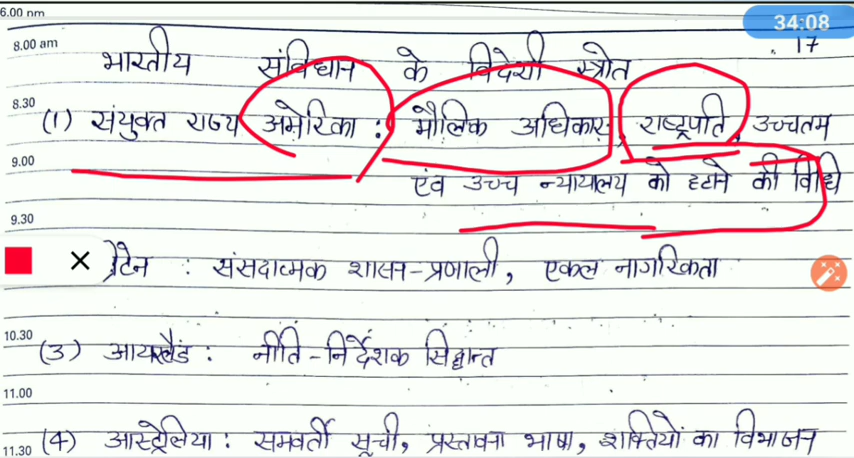 6.00 nm
34:08
17
8.00 am
भारतीय संविधान के विदेशी स्त्रोत
8.30
(1) संयुक्त राज्य अमेरिका : मौलिक अधिकार, राष्ट्रपति, उच्चतम
9.00
एवं उच्च न्यायालय को हटाने की विधि
9.30
ब्रिटेन : संसदात्मक शासन-प्रणाली, एकल नागरिकता
10.30
(3) आयरलैंड : नीति-निर्देशक सिद्धान्त
11.00
11.30
(4) आस्ट्रेलिया : समवर्ती सूची, प्रस्तावना भाषा, शक्तियों का विभाजन